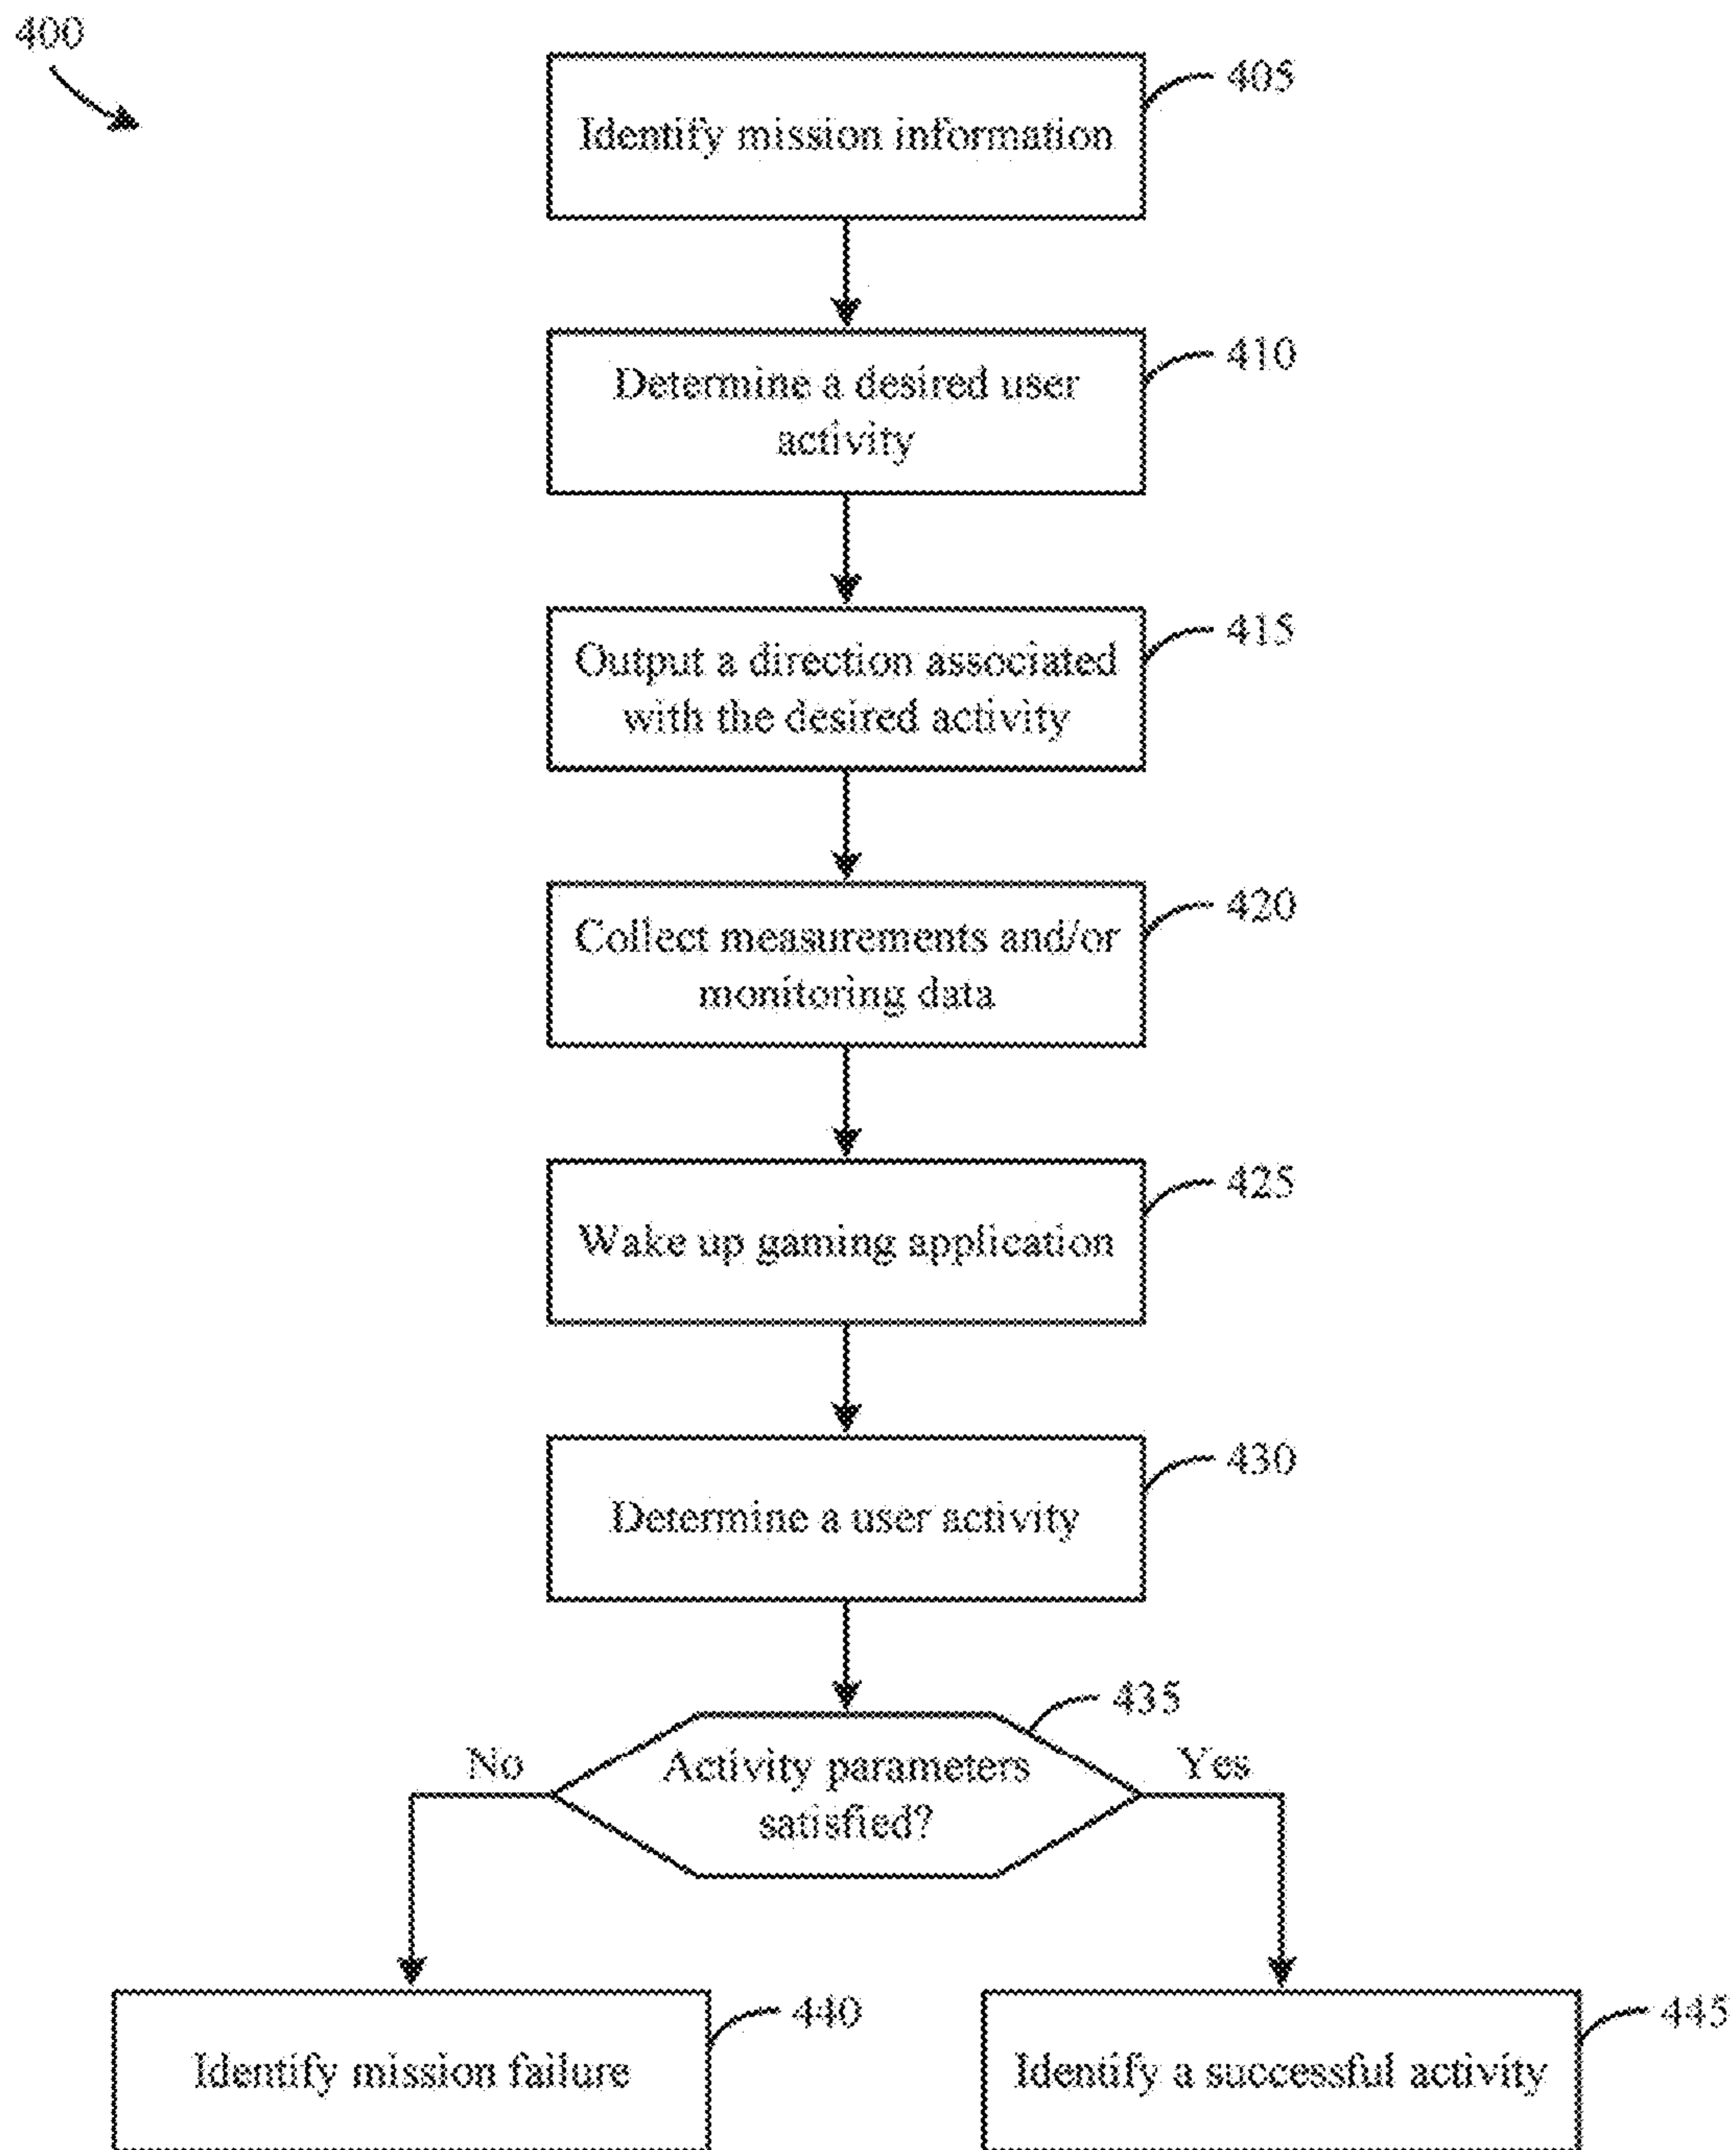 400
Identify mission information
405
Determine a desired user
activity
410
Output a direction associated
with the desired activity
415
Collect measurements and/or
monitoring data
420
Wake up gaming application
425
Determine a user activity
430
Activity parameters
satisfied?
435
No
Yes
Identify mission failure
440
Identify a successful activity
445